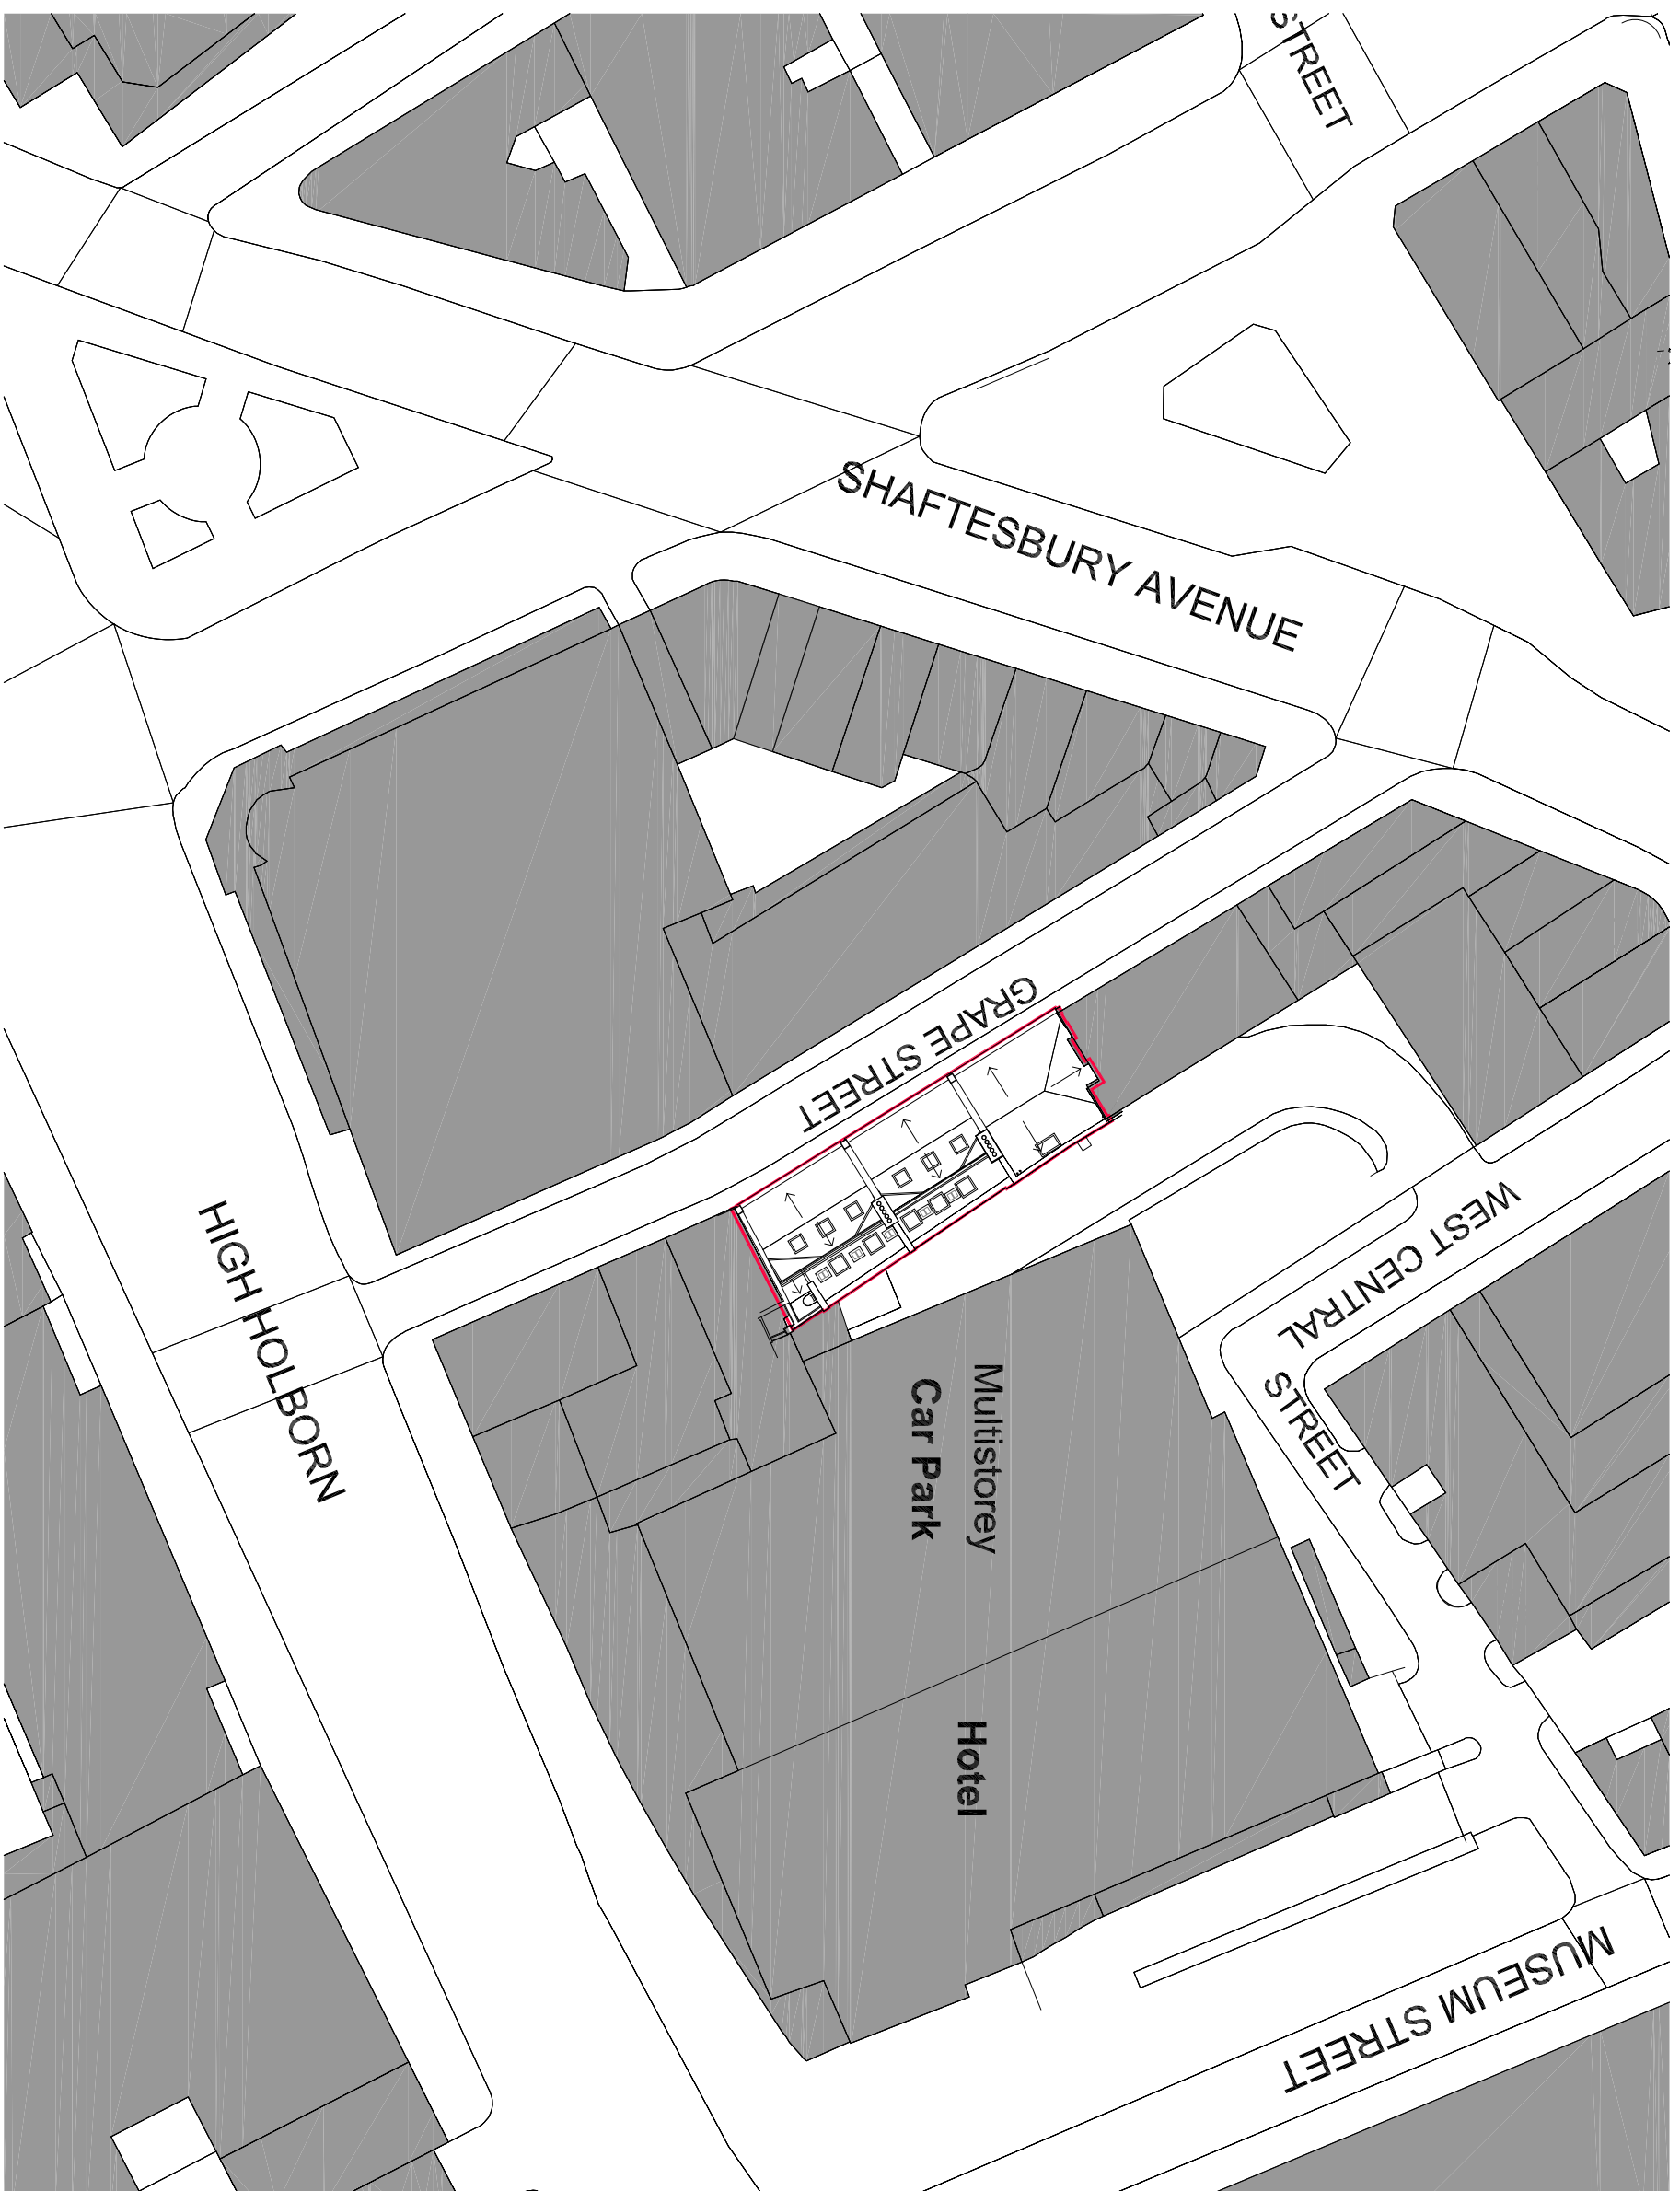 STREET
SHAFTESBURY AVENUE
GRAPE STREET
WEST CENTRAL
STREET
HIGH HOLBORN
Multistorey
Car Park
Hotel
MUSEUM STREET